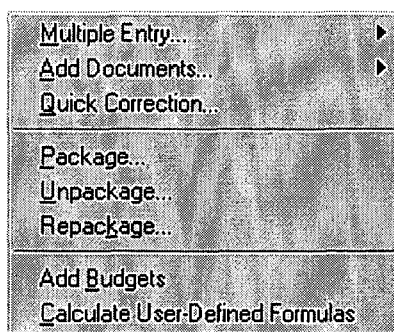 Multiple Entry...
Add Documents...
Quick Correction...
Package...
Unpackage...
Repackage...
Add Budgets
Calculate User-Defined Formulas